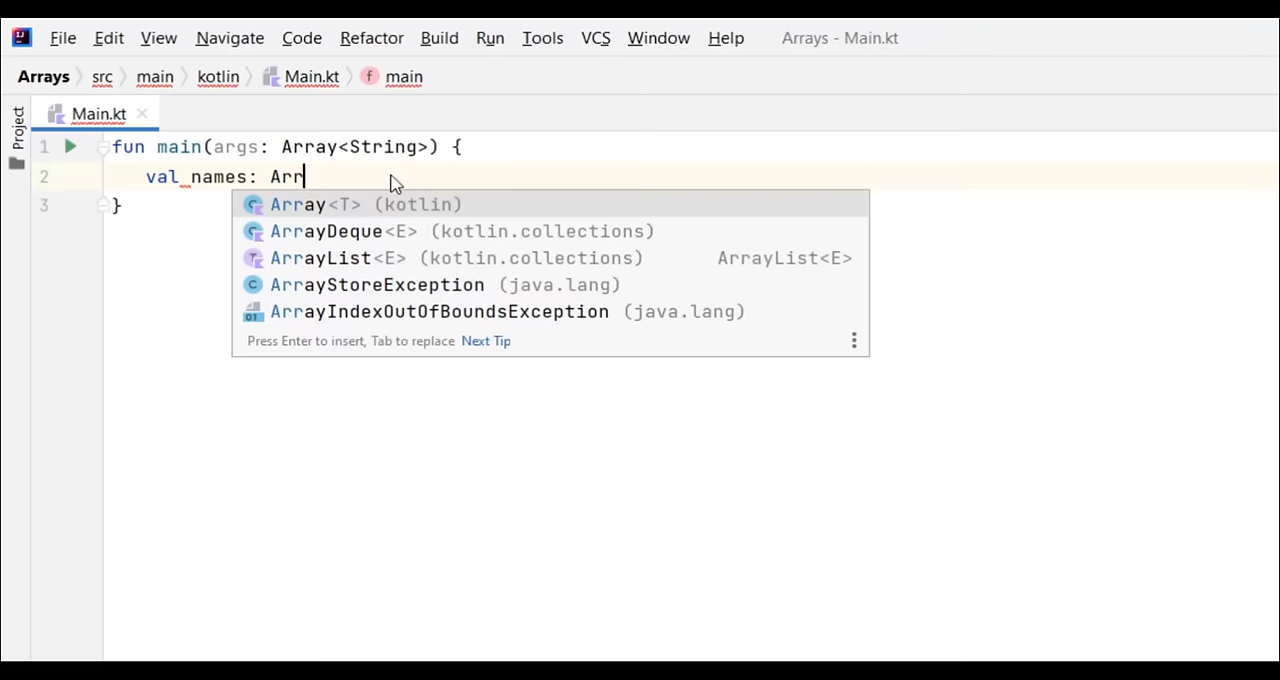 File Edit View Navigate Code Refactor Build Run Tools VCS Window Help Arrays - Main.kt
Arrays src main kotlin Main.kt f main
Project
Main.kt
1 fun main(args: Array<String>) {
2 val names: Arr
3 }
Array<T> (kotlin)
ArrayDeque<E> (kotlin.collections)
ArrayList<E> (kotlin.collections) ArrayList<E>
ArrayStoreException (java.lang)
ArrayIndexOutOfBoundsException (java.lang)
Press Enter to insert, Tab to replace Next Tip